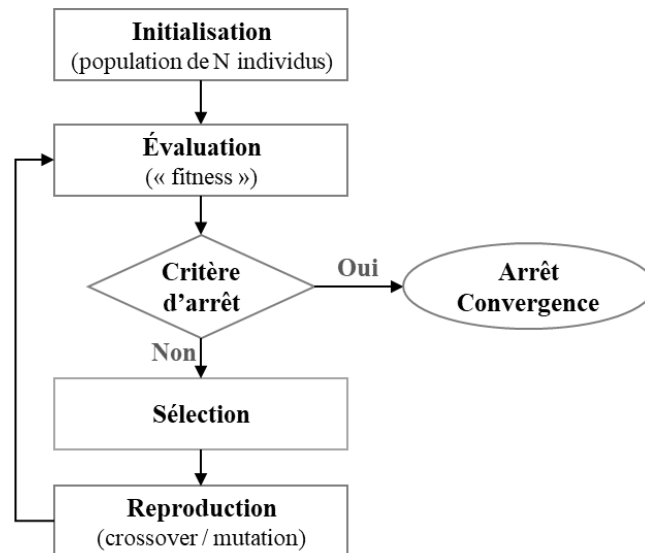 Initialisation
(population de N individus)
Évaluation
(« fitness »)
Critère
d’arrêt
Oui
Arrêt
Convergence
Non
Sélection
Reproduction
(crossover / mutation)